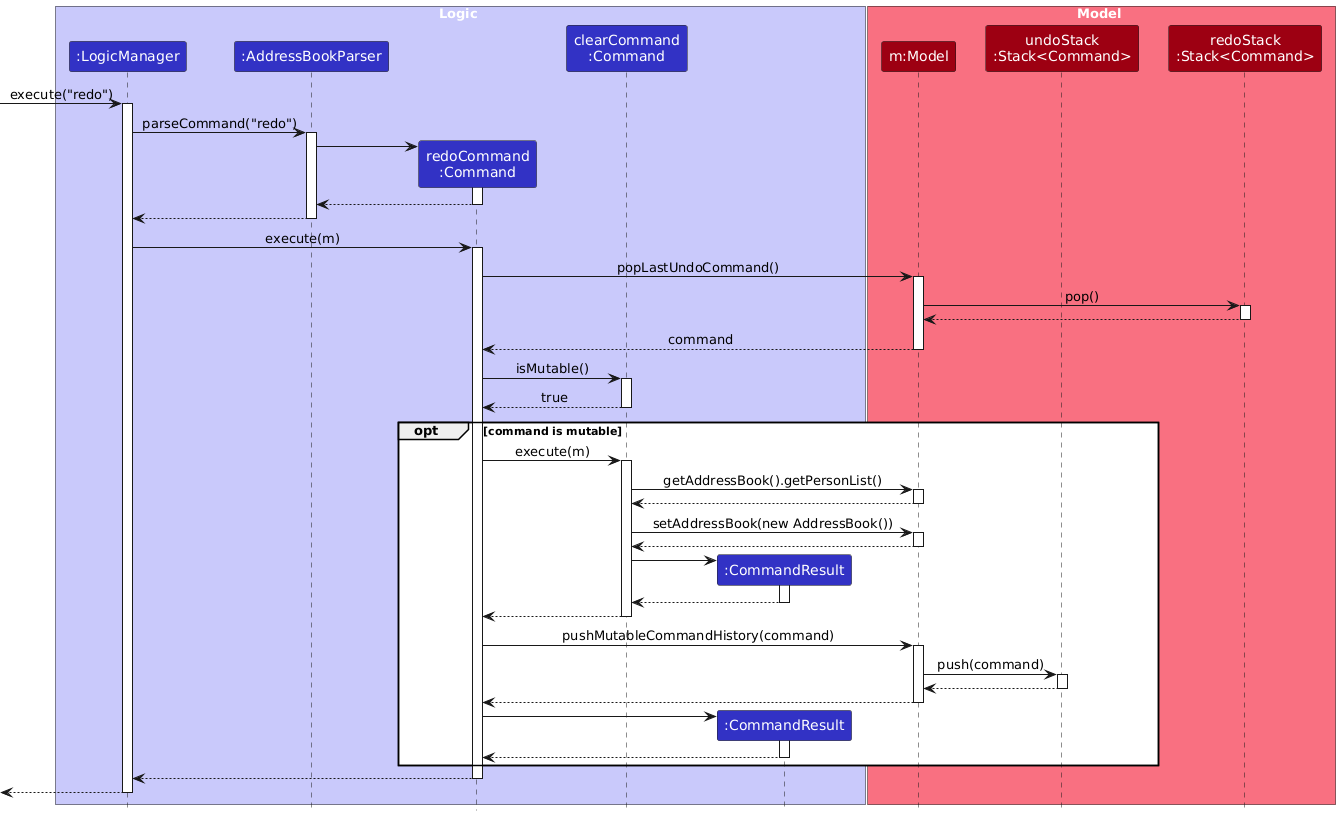 Logic
Model
:LogicManager
:AddressBookParser
clearCommand
:Command
m:Model
undoStack
:Stack<Command>
redoStack
:Stack<Command>
execute("redo")
parseCommand("redo")
redoCommand
:Command
execute(m)
popLastUndoCommand()
pop()
command
isMutable()
true
opt
[command is mutable]
execute(m)
getAddressBook().getPersonList()
setAddressBook(new AddressBook())
:CommandResult
pushMutableCommandHistory(command)
push(command)
:CommandResult